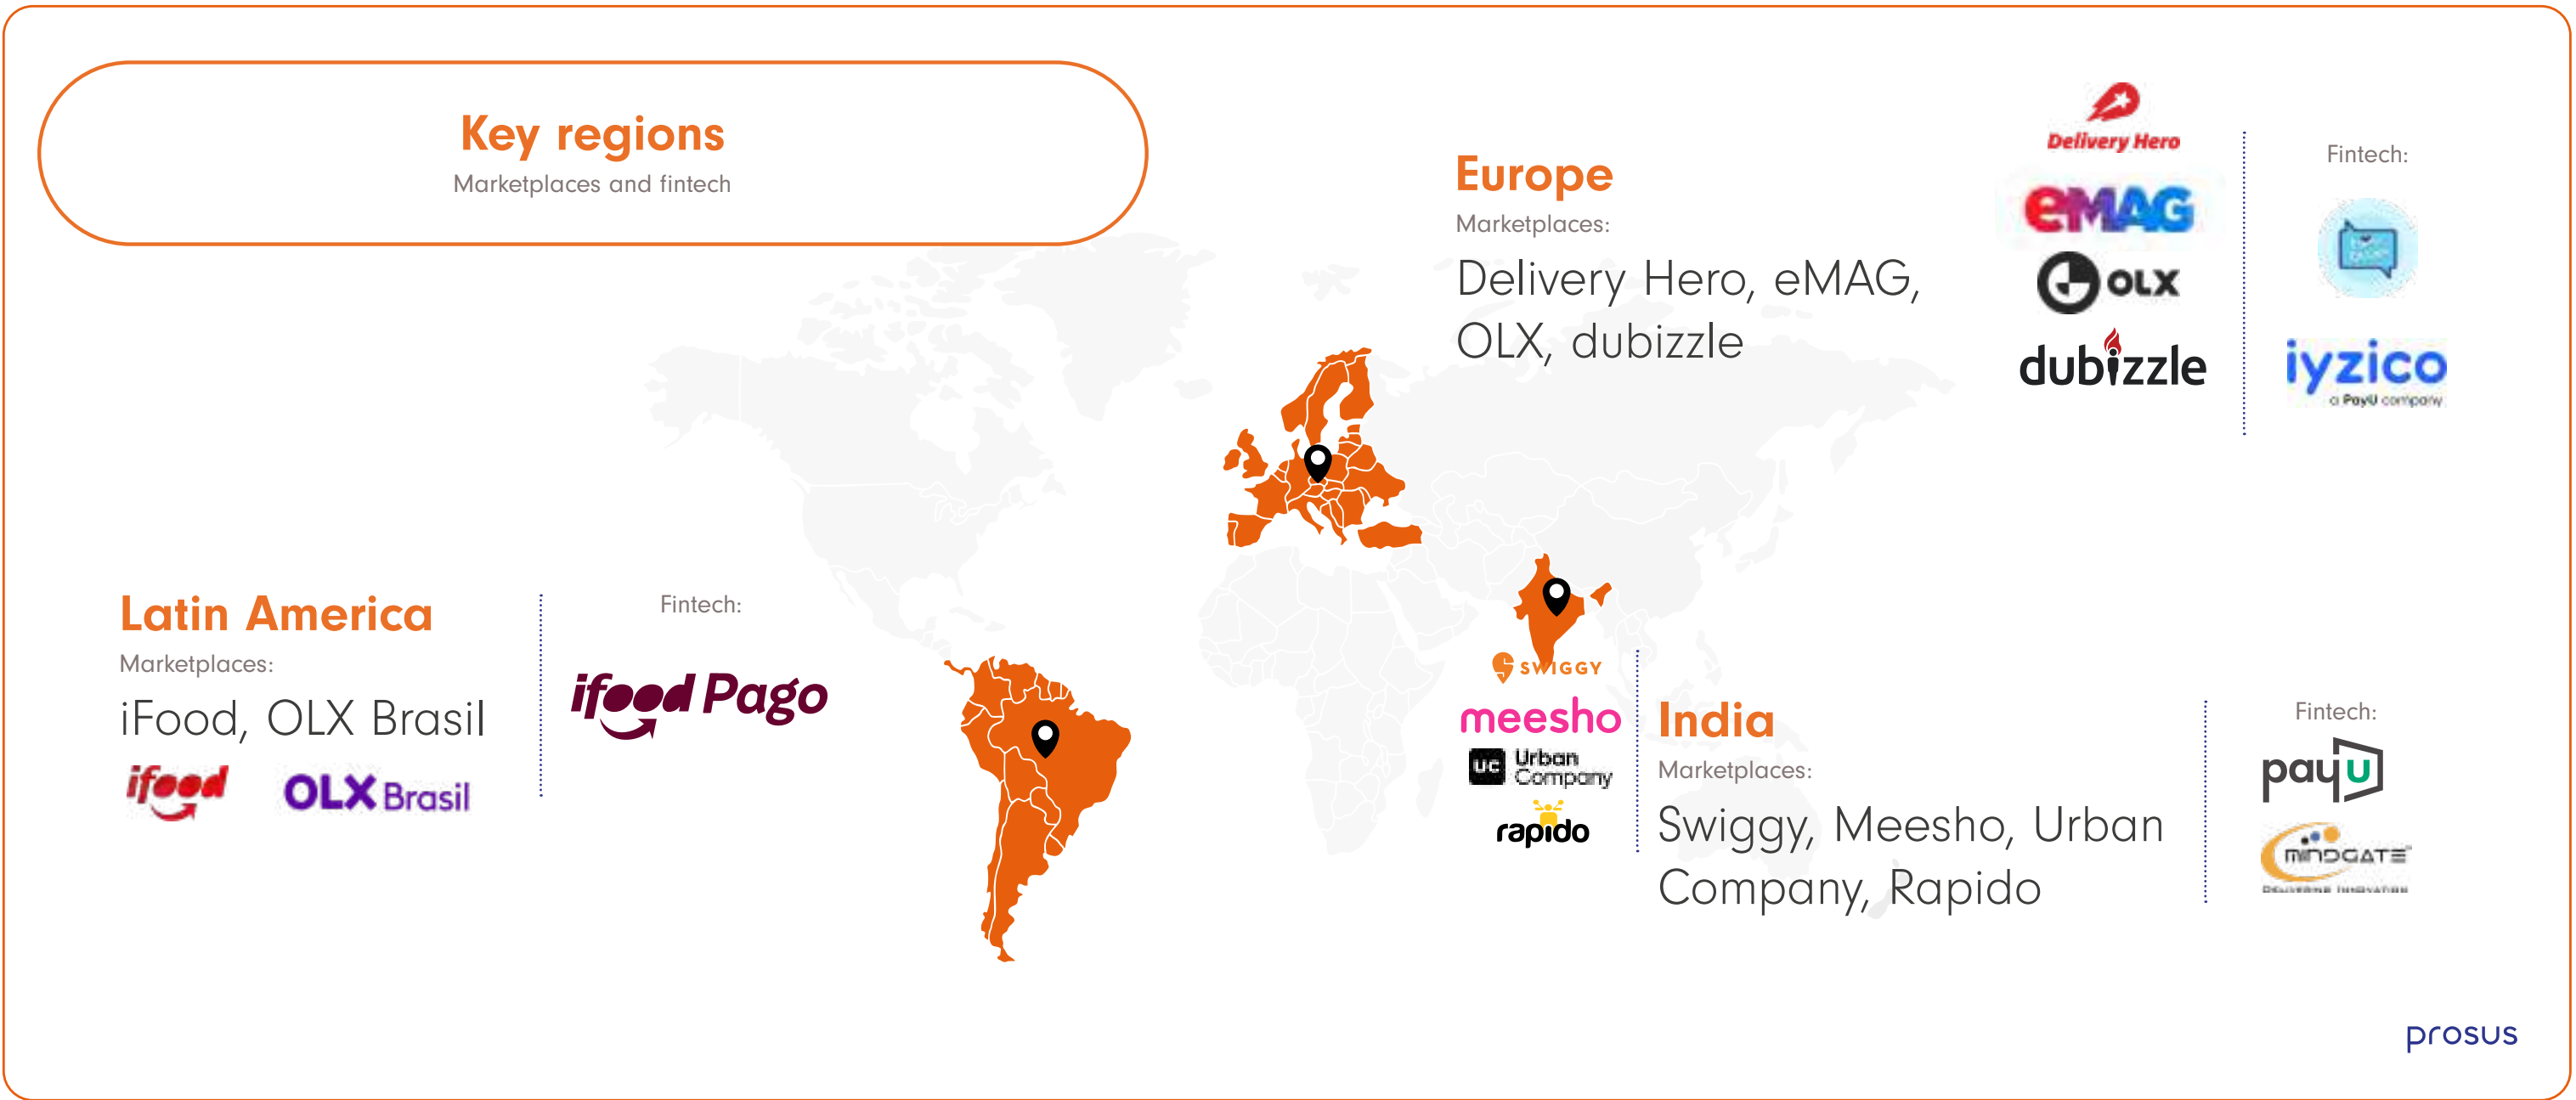 Key regions
Marketplaces and fintech
Europe
Marketplaces:
Delivery Hero, eMAG,
OLX, dubizzle
Delivery Hero
eMAG
OLX
dubizzle
Fintech:
iyzico
a PayU company
Latin America
Marketplaces:
iFood, OLX Brasil
ifood
OLX Brasil
Fintech:
ifood Pago
SWIGGY
meesho
UC Urban
Company
rapido
India
Marketplaces:
Swiggy, Meesho, Urban
Company, Rapido
Fintech:
payu
MINDGATE
DELIVERING INNOVATION
prosus